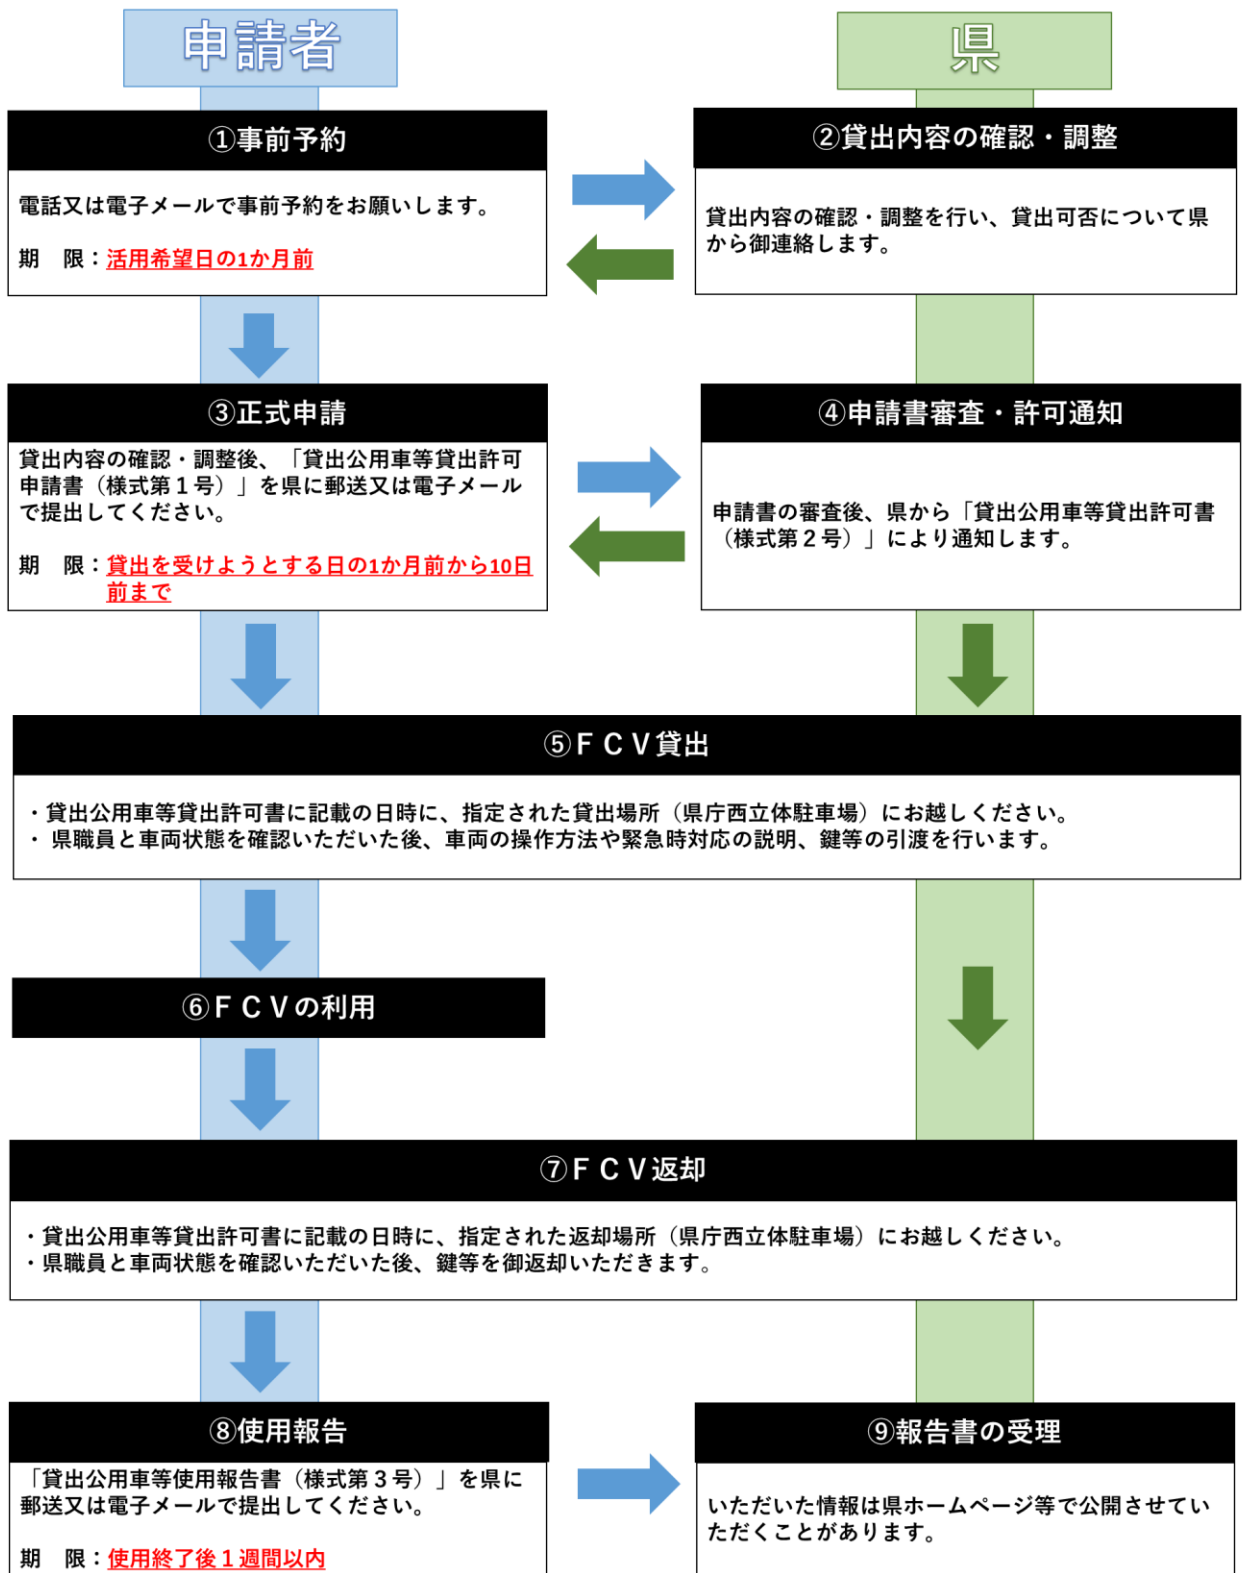 申請者
県
①事前予約
電話又は電子メールで事前予約をお願いします。
期　限：活用希望日の1か月前
②貸出内容の確認・調整
貸出内容の確認・調整を行い、貸出可否について県
から御連絡します。
③正式申請
貸出内容の確認・調整後、「貸出公用車等貸出許可
申請書（様式第１号）」を県に郵送又は電子メール
で提出してください。
期　限：貸出を受けようとする日の1か月前から10日
前まで
④申請書審査・許可通知
申請書の審査後、県から「貸出公用車等貸出許可書
（様式第２号）」により通知します。
⑤ＦＣＶ貸出
・貸出公用車等貸出許可書に記載の日時に、指定された貸出場所（県庁西立体駐車場）にお越しください。
・ 県職員と車両状態を確認いただいた後、車両の操作方法や緊急時対応の説明、鍵等の引渡を行います。
⑥ＦＣＶの利用
⑦ＦＣＶ返却
・貸出公用車等貸出許可書に記載の日時に、指定された返却場所（県庁西立体駐車場）にお越しください。
・県職員と車両状態を確認いただいた後、鍵等を御返却いただきます。
⑧使用報告
「貸出公用車等使用報告書（様式第３号）」を県に
郵送又は電子メールで提出してください。
期　限：使用終了後１週間以内
⑨報告書の受理
いただいた情報は県ホームページ等で公開させてい
ただくことがあります。